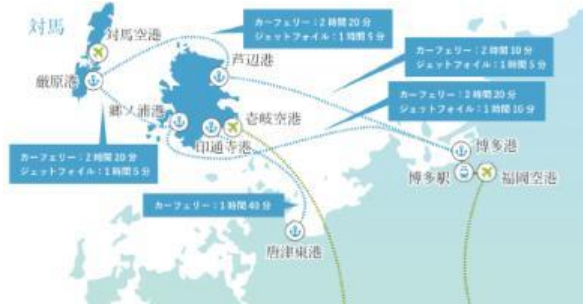 対馬
対馬空港
厳原港
カーフェリー：2時間20分
ジェットフォイル：1時間5分
芦辺港
カーフェリー：2時間10分
ジェットフォイル：1時間5分
カーフェリー：2時間20分
ジェットフォイル：1時間10分
郷ノ浦港
壱岐空港
印通寺港
カーフェリー：2時間20分
ジェットフォイル：1時間5分
博多港
博多駅
福岡空港
カーフェリー：1時間40分
唐津東港